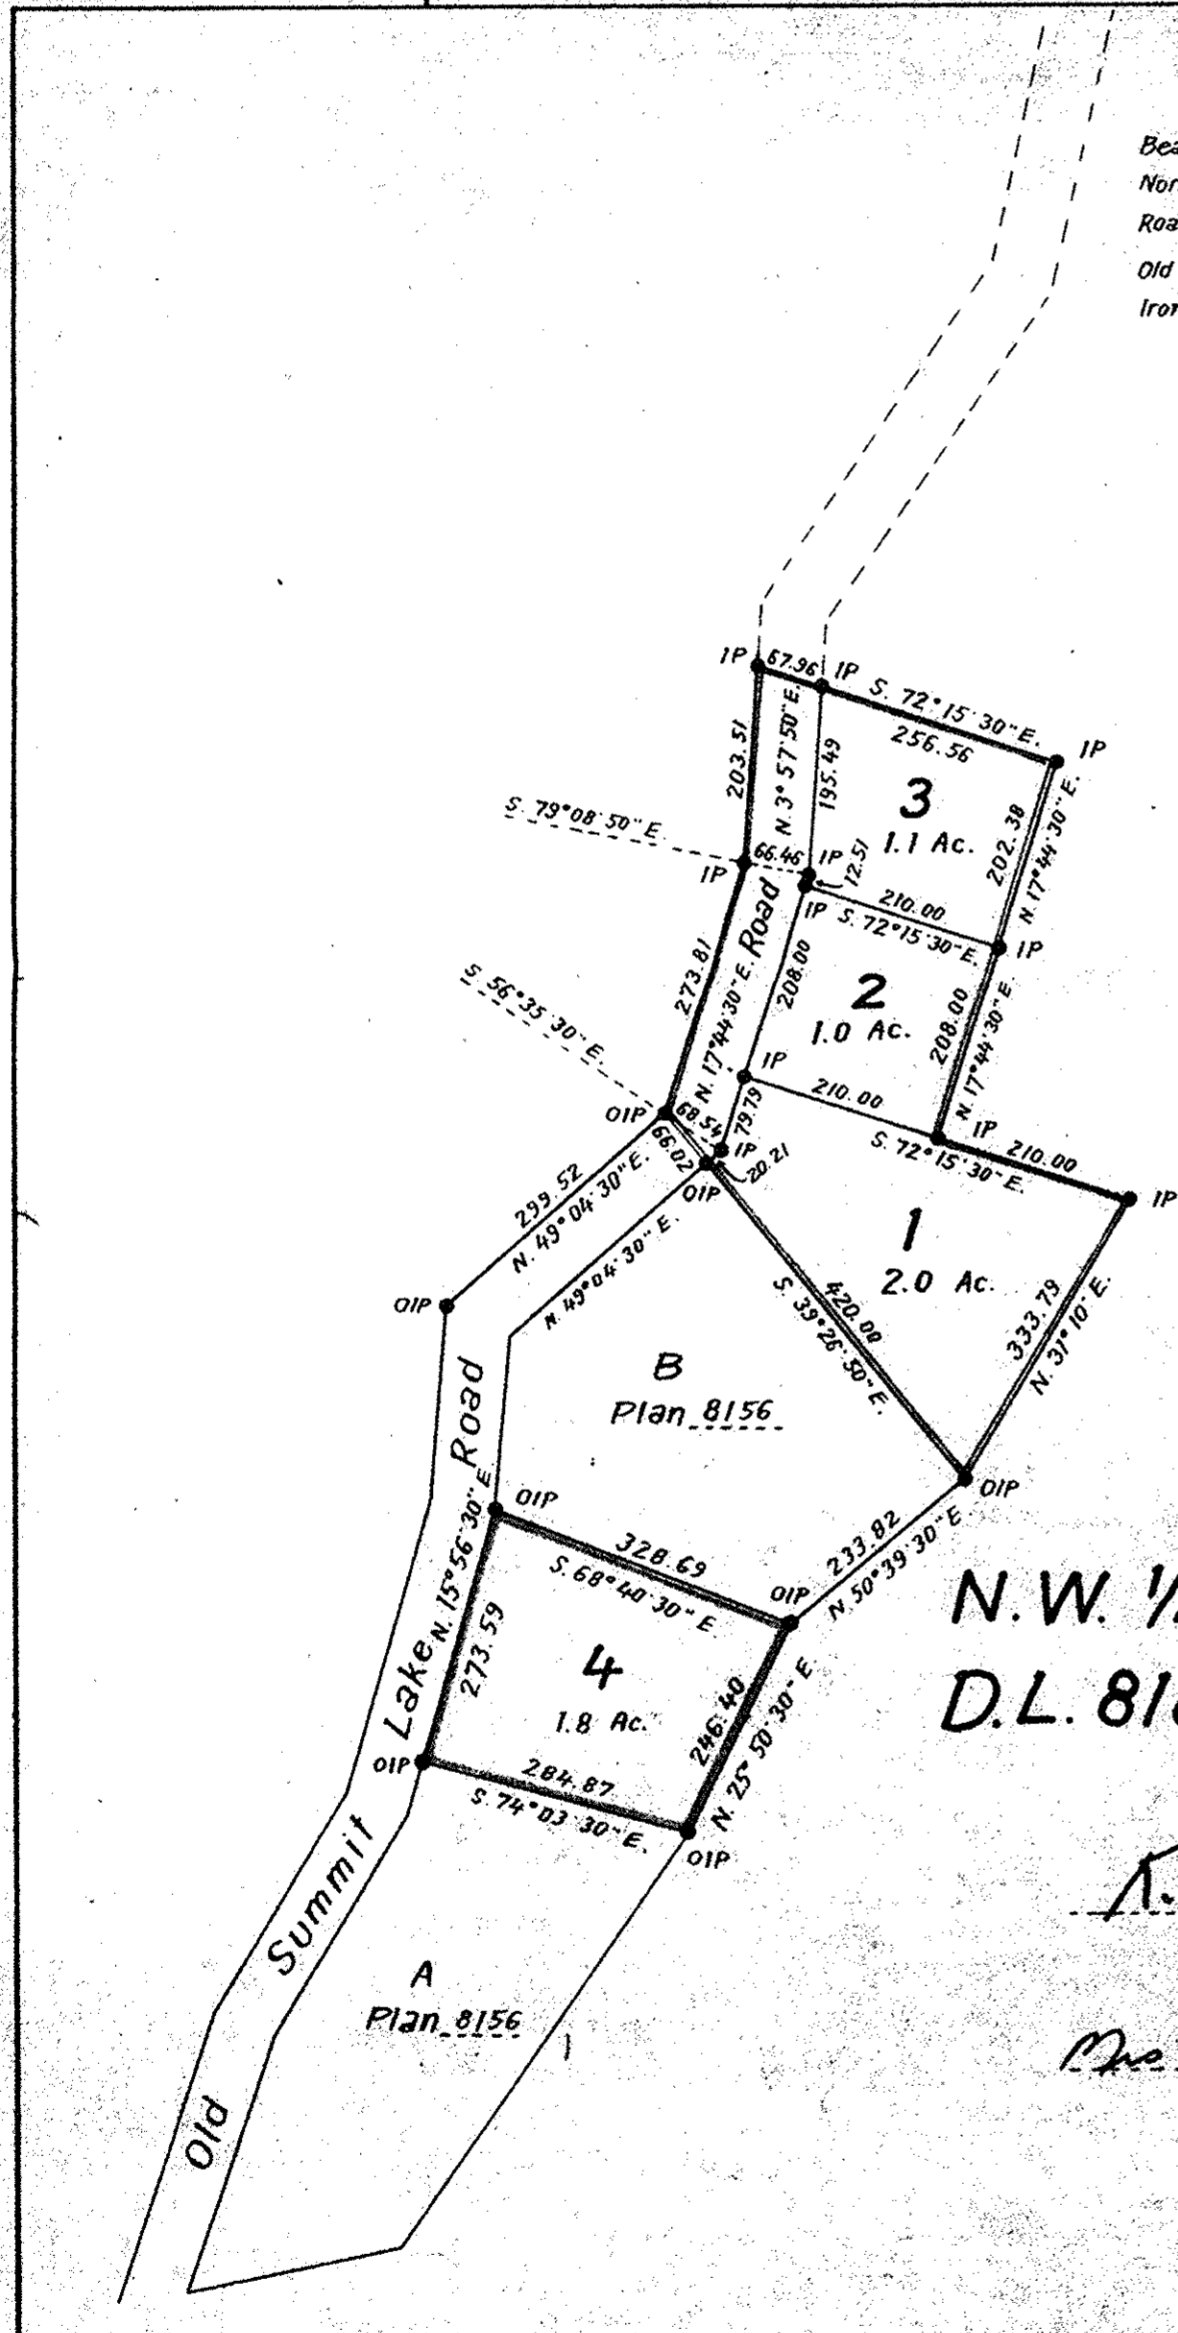 Bea
Nor
Roa
Old
Iron
IP
67.96
IP
S. 72°15'30"E.
256.56
IP
203.51
N. 3°57'50"E.
195.49
3
1.1 Ac.
202.38
N. 17°44'30"E.
S. 79°08'50"E.
66.46
IP
12.51
IP
IP
210.00
S. 72°15'30"E.
IP
273.81
N. 17°44'30"E.
Road
208.00
2
1.0 Ac.
208.00
N. 17°44'30"E.
S. 56°35'30"E.
IP
210.00
S. 72°15'30"E.
IP
210.00
IP
OIP
68.54
79.79
IP
66.02
20.21
OIP
299.52
N. 49°04'30"E.
N. 49°04'30"E.
1
2.0 Ac.
420.00
S. 39°26'50"E.
333.79
N. 31°10'E.
OIP
B
Plan 8156
OIP
Road
OIP
328.69
S. 68°40'30"E.
OIP
233.82
N. 50°39'30"E.
N.W. 1/
D.L. 81
N. 15°56'30"E
273.59
4
1.8 Ac.
246.40
N. 25°50'30"E.
Lake
OIP
284.87
S. 74°03'30"E.
OIP
Summit
A
Plan 8156
Old
Mrs